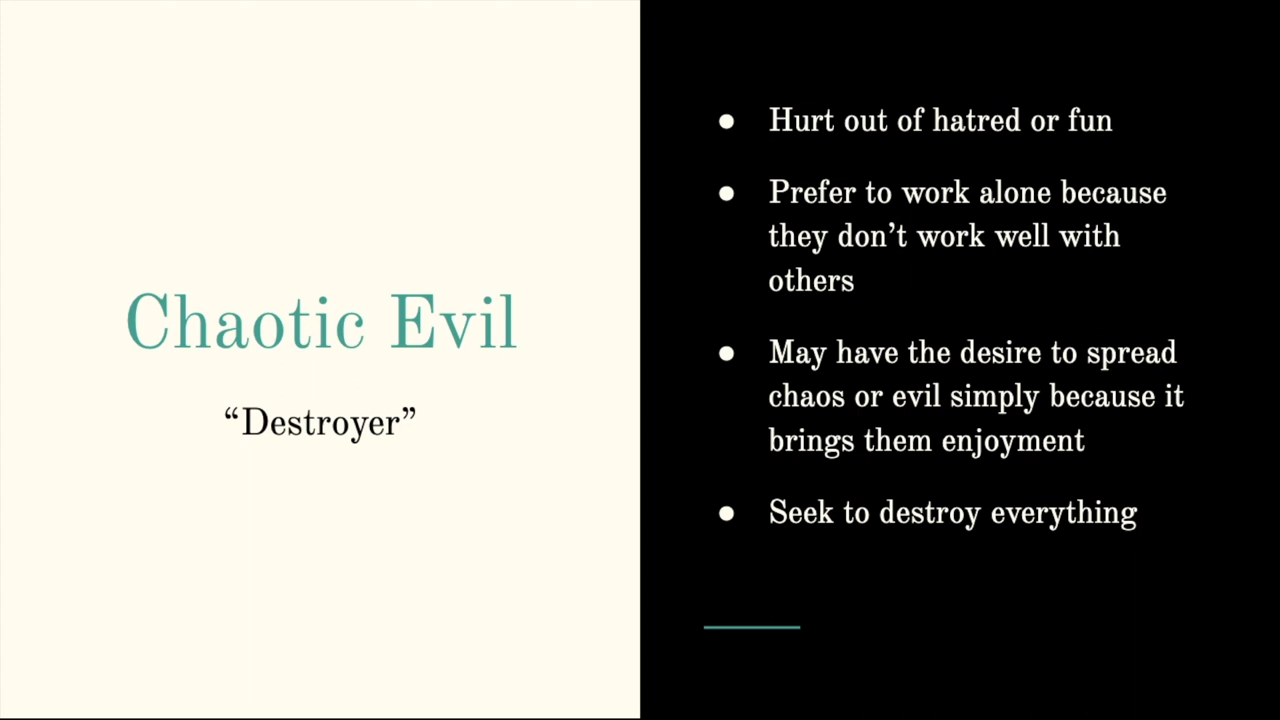 Chaotic Evil
“Destroyer”
● Hurt out of hatred or fun
● Prefer to work alone because
they don’t work well with
others
● May have the desire to spread
chaos or evil simply because it
brings them enjoyment
● Seek to destroy everything